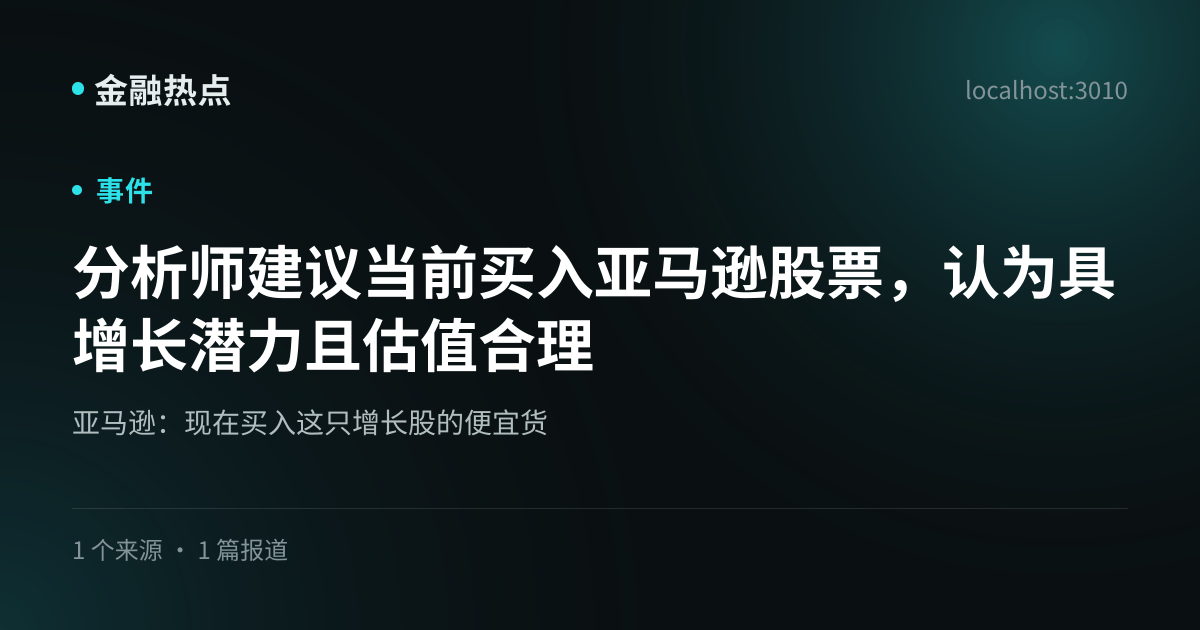 金融热点
localhost:3010
事件
分析师建议当前买入亚马逊股票，认为具
增长潜力且估值合理
亚马逊：现在买入这只增长股的便宜货
1 个来源 · 1 篇报道